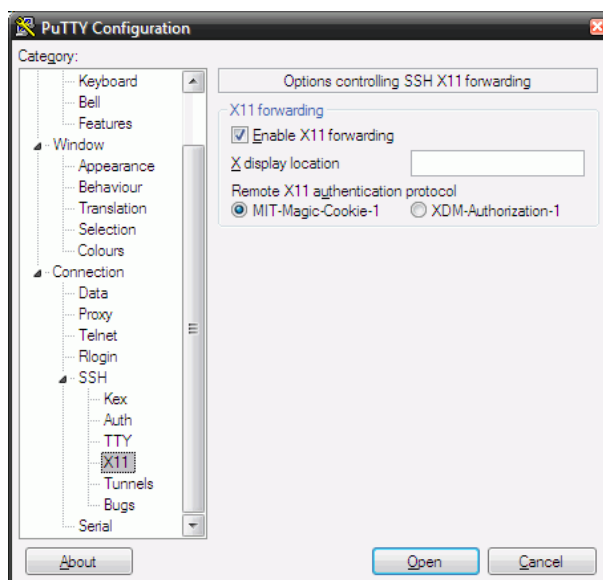 PuTTY Configuration
Category:
Keyboard
Bell
Features
Window
Appearance
Behaviour
Translation
Selection
Colours
Connection
Data
Proxy
Telnet
Rlogin
SSH
Kex
Auth
TTY
X11
Tunnels
Bugs
Serial
Options controlling SSH X11 forwarding
X11 forwarding
Enable X11 forwarding
X display location
Remote X11 authentication protocol
MIT-Magic-Cookie-1 XDM-Authorization-1
About Open Cancel